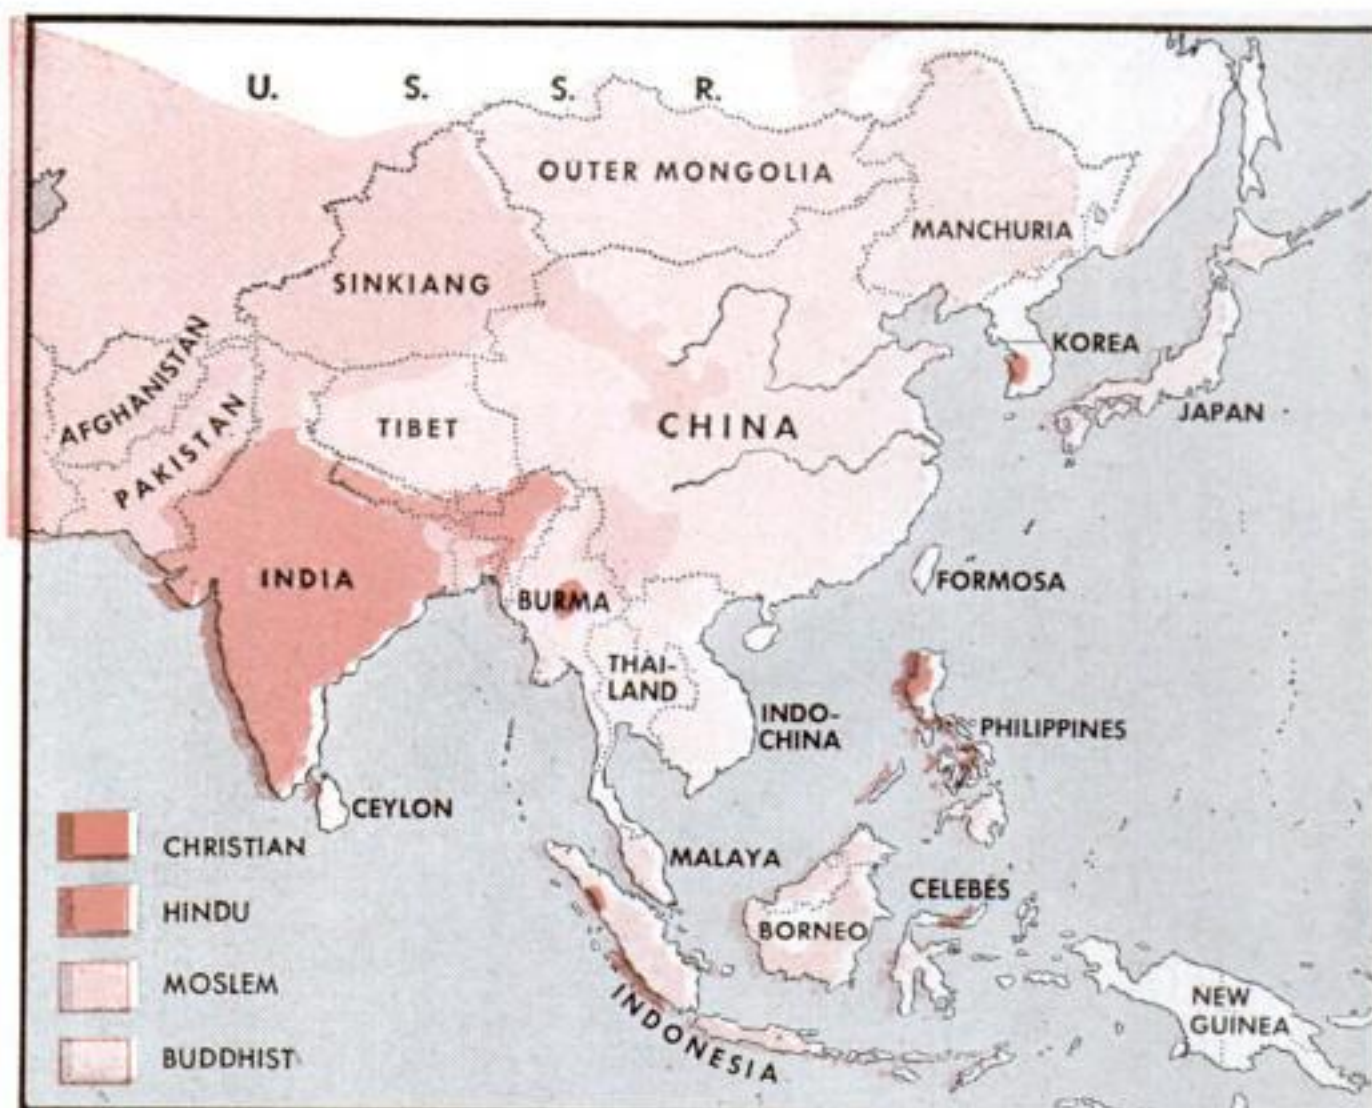 U. S. S. R.
OUTER MONGOLIA
MANCHURIA
SINKIANG
KOREA
AFGHANISTAN
PAKISTAN
TIBET
CHINA
JAPAN
INDIA
BURMA
FORMOSA
THAI-
LAND
INDO-
CHINA
PHILIPPINES
CEYLON
MALAYA
CELEBES
BORNEO
NEW
GUINEA
INDONESIA
CHRISTIAN
HINDU
MOSLEM
BUDDHIST